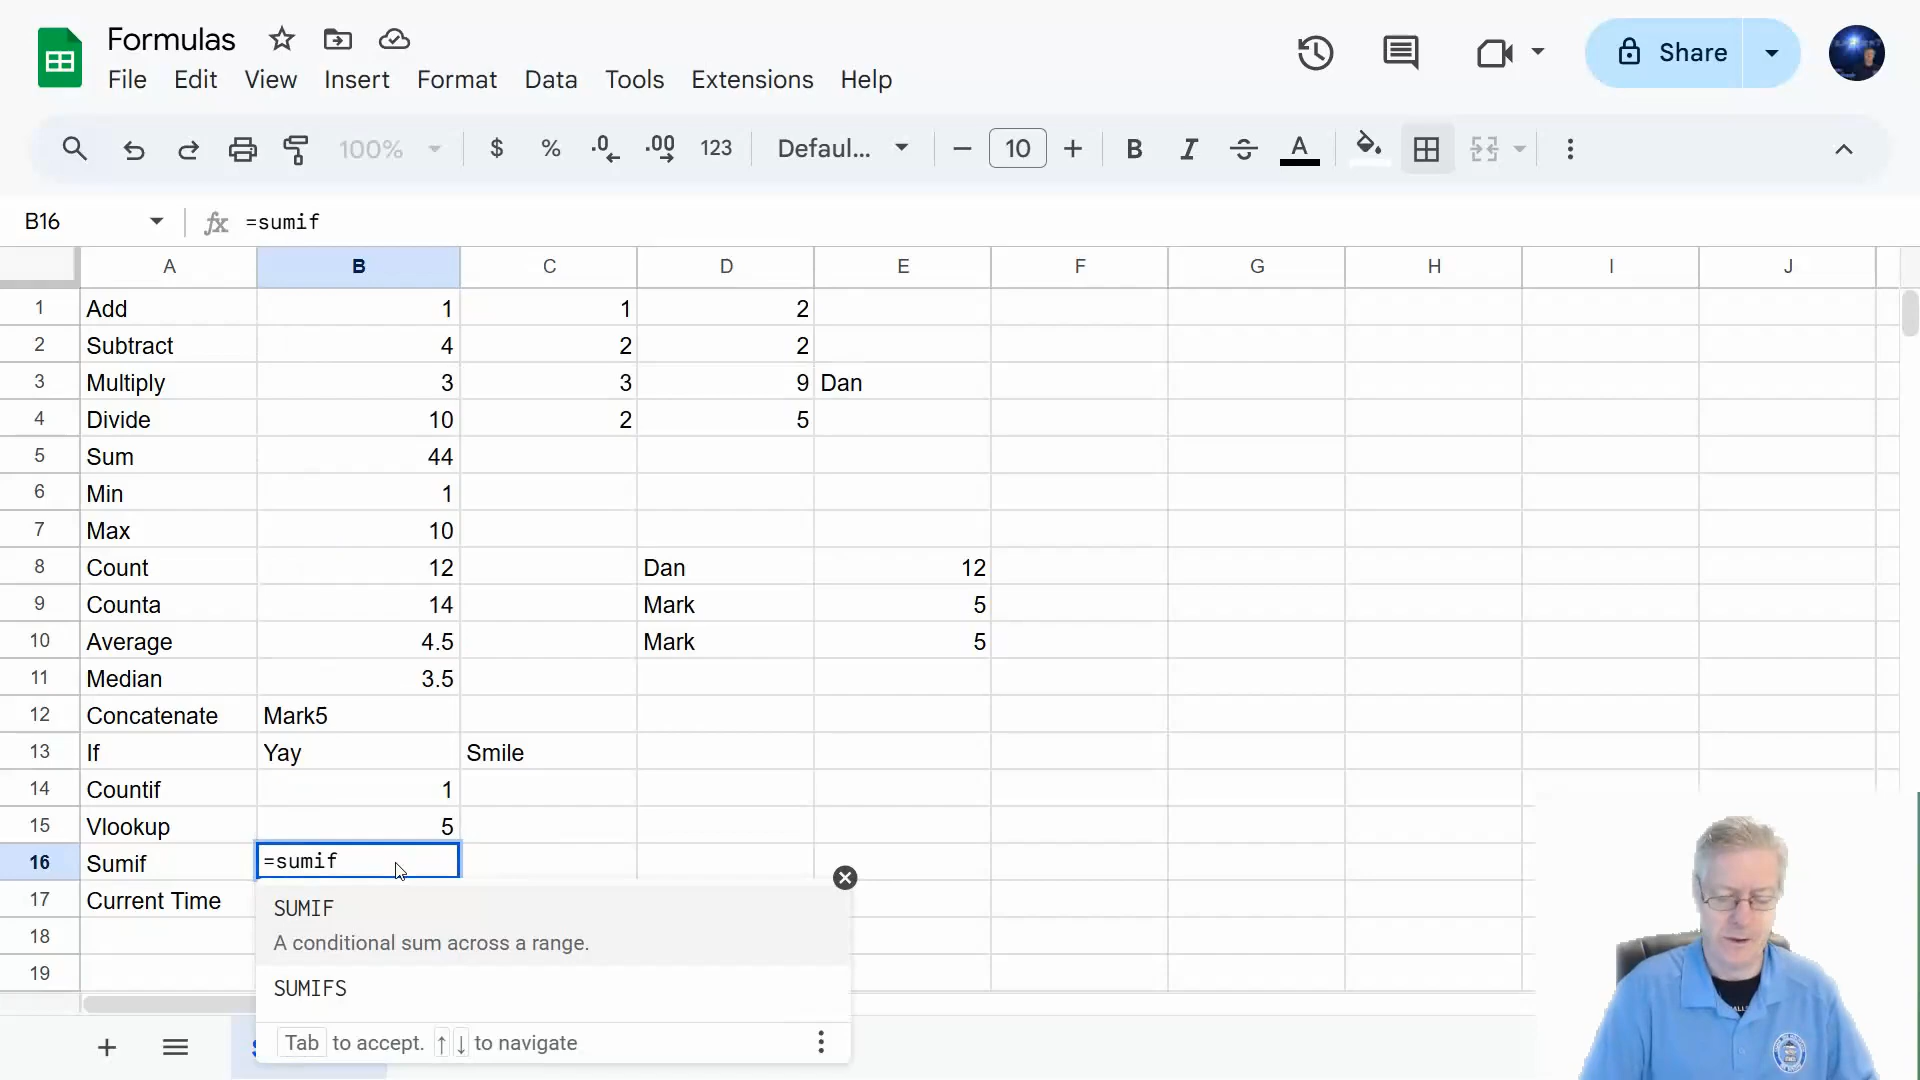 Formulas
File Edit View Insert Format Data Tools Extensions Help
Share
100% $ % .0 .00 123 Defaul... 10 B I S A
B16 fx =sumif
A B C D E F G H I J
1 Add 1 1 2
2 Subtract 4 2 2
3 Multiply 3 3 9 Dan
4 Divide 10 2 5
5 Sum 44
6 Min 1
7 Max 10
8 Count 12 Dan 12
9 Counta 14 Mark 5
10 Average 4.5 Mark 5
11 Median 3.5
12 Concatenate Mark5
13 If Yay Smile
14 Countif 1
15 Vlookup 5
16 Sumif =sumif
17 Current Time
SUMIF
18
A conditional sum across a range.
19
SUMIFS
Tab to accept. ↑ ↓ to navigate